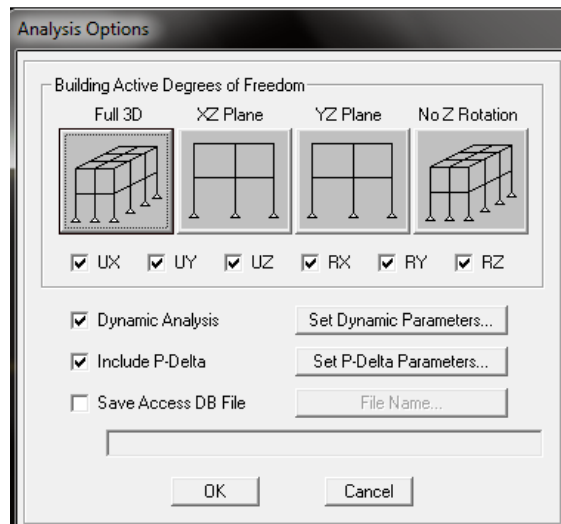 Analysis Options
Building Active Degrees of Freedom
Full 3D XZ Plane YZ Plane No Z Rotation
UX UY UZ RX RY RZ
Dynamic Analysis Set Dynamic Parameters...
Include P-Delta Set P-Delta Parameters...
Save Access DB File File Name...
OK Cancel